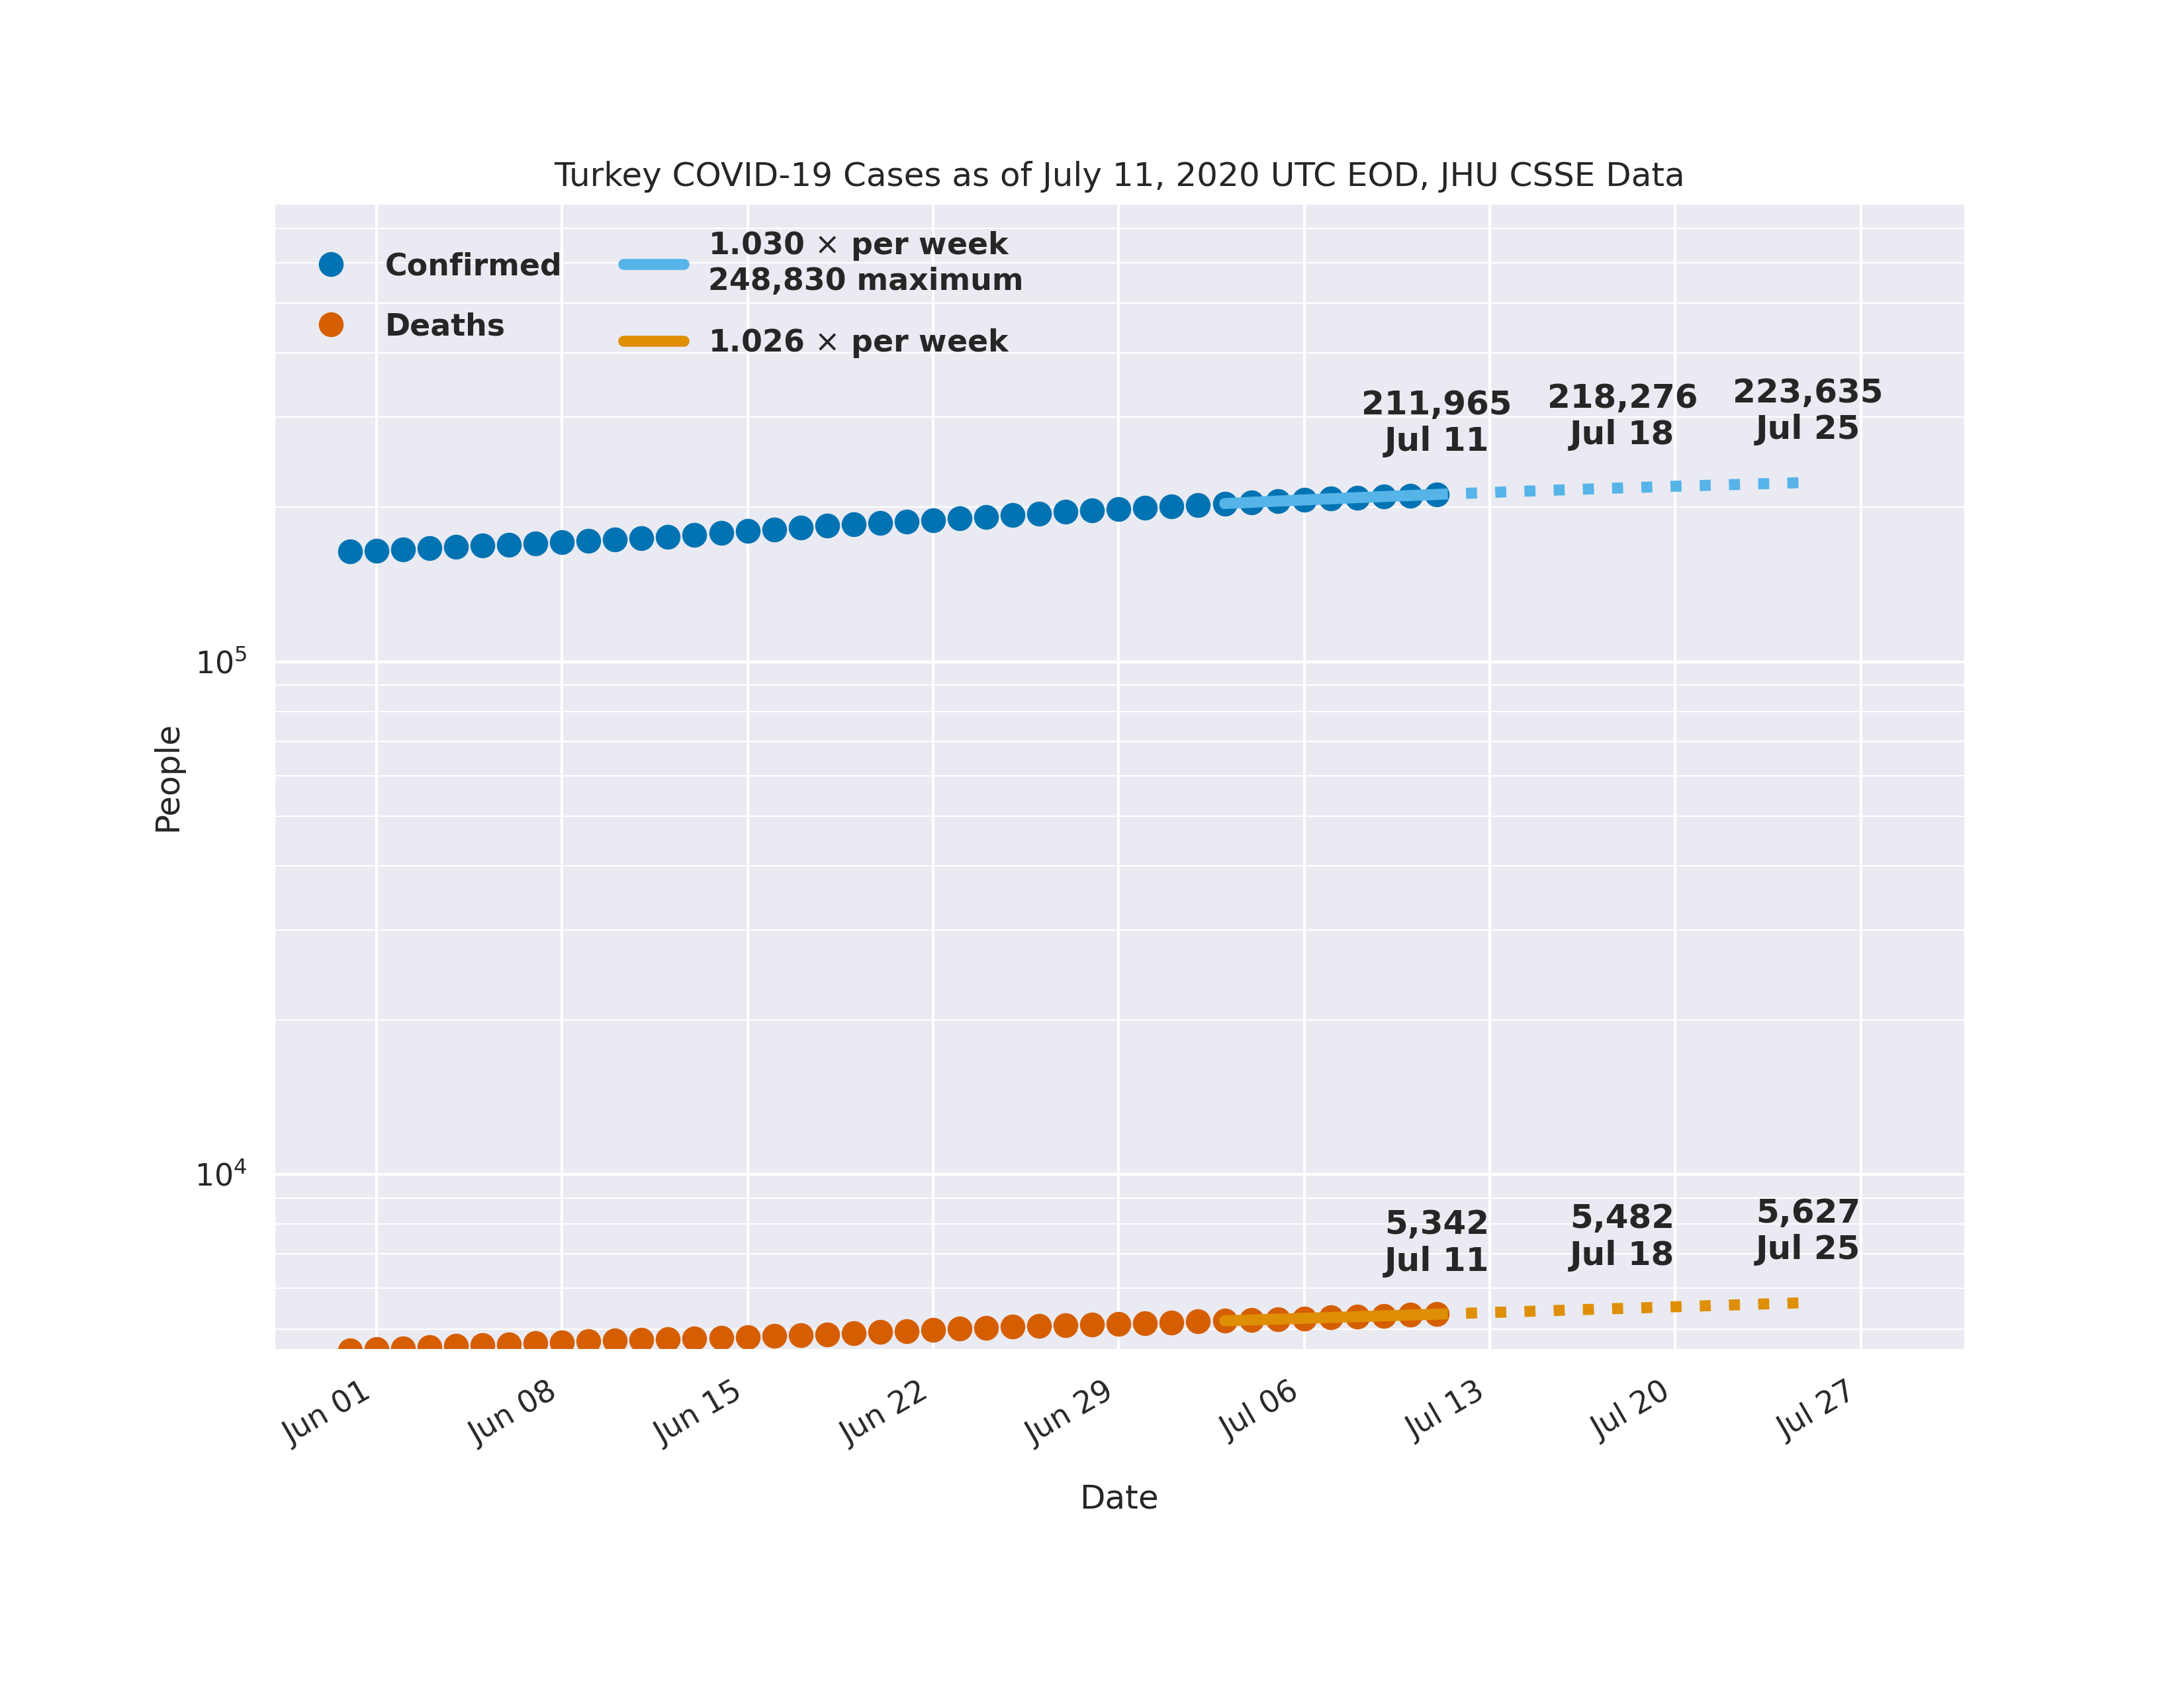 Turkey COVID-19 Cases as of July 11, 2020 UTC EOD, JHU CSSE Data
Confirmed
Deaths
1.030 × per week
248,830 maximum
1.026 × per week
211,965
Jul 11
218,276
Jul 18
223,635
Jul 25
10⁵
People
10⁴
5,342
Jul 11
5,482
Jul 18
5,627
Jul 25
Jun 01
Jun 08
Jun 15
Jun 22
Jun 29
Jul 06
Jul 13
Jul 20
Jul 27
Date